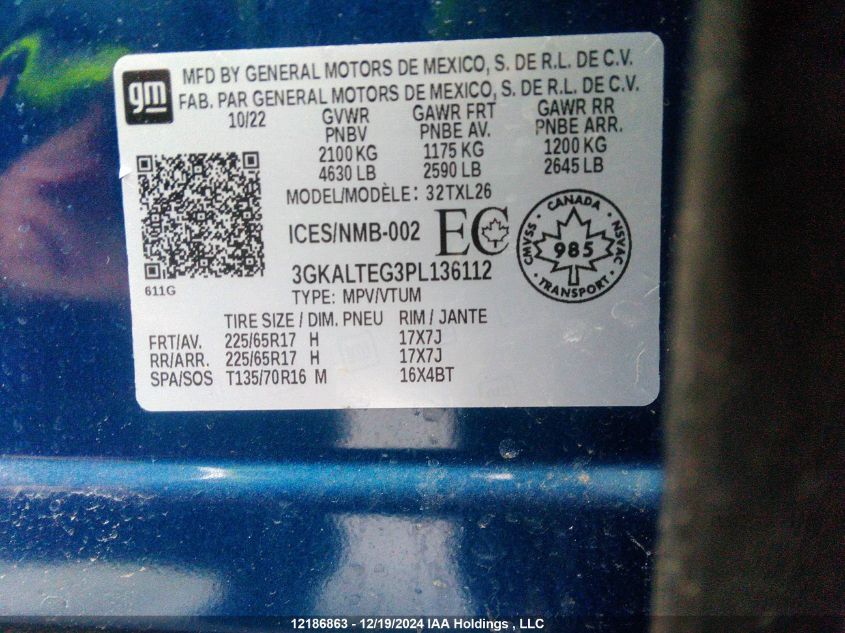 gm
MFD BY GENERAL MOTORS DE MEXICO, S. DE R.L. DE C.V.
FAB. PAR GENERAL MOTORS DE MEXICO, S. DE R.L. DE C.V.
10/22 GVWR GAWR FRT GAWR RR
PNBV PNBE AV. PNBE ARR.
2100 KG 1175 KG 1200 KG
4630 LB 2590 LB 2645 LB
MODEL/MODÈLE: 32TXL26
ICES/NMB-002 EC
CANADA
CMVSS 985 NSVAC
TRANSPORT
611G
3GKALTEG3PL136112
TYPE: MPV/VTUM
TIRE SIZE / DIM. PNEU RIM / JANTE
FRT/AV. 225/65R17 H 17X7J
RR/ARR. 225/65R17 H 17X7J
SPA/SOS T135/70R16 M 16X4BT
12186863 - 12/19/2024 IAA Holdings , LLC